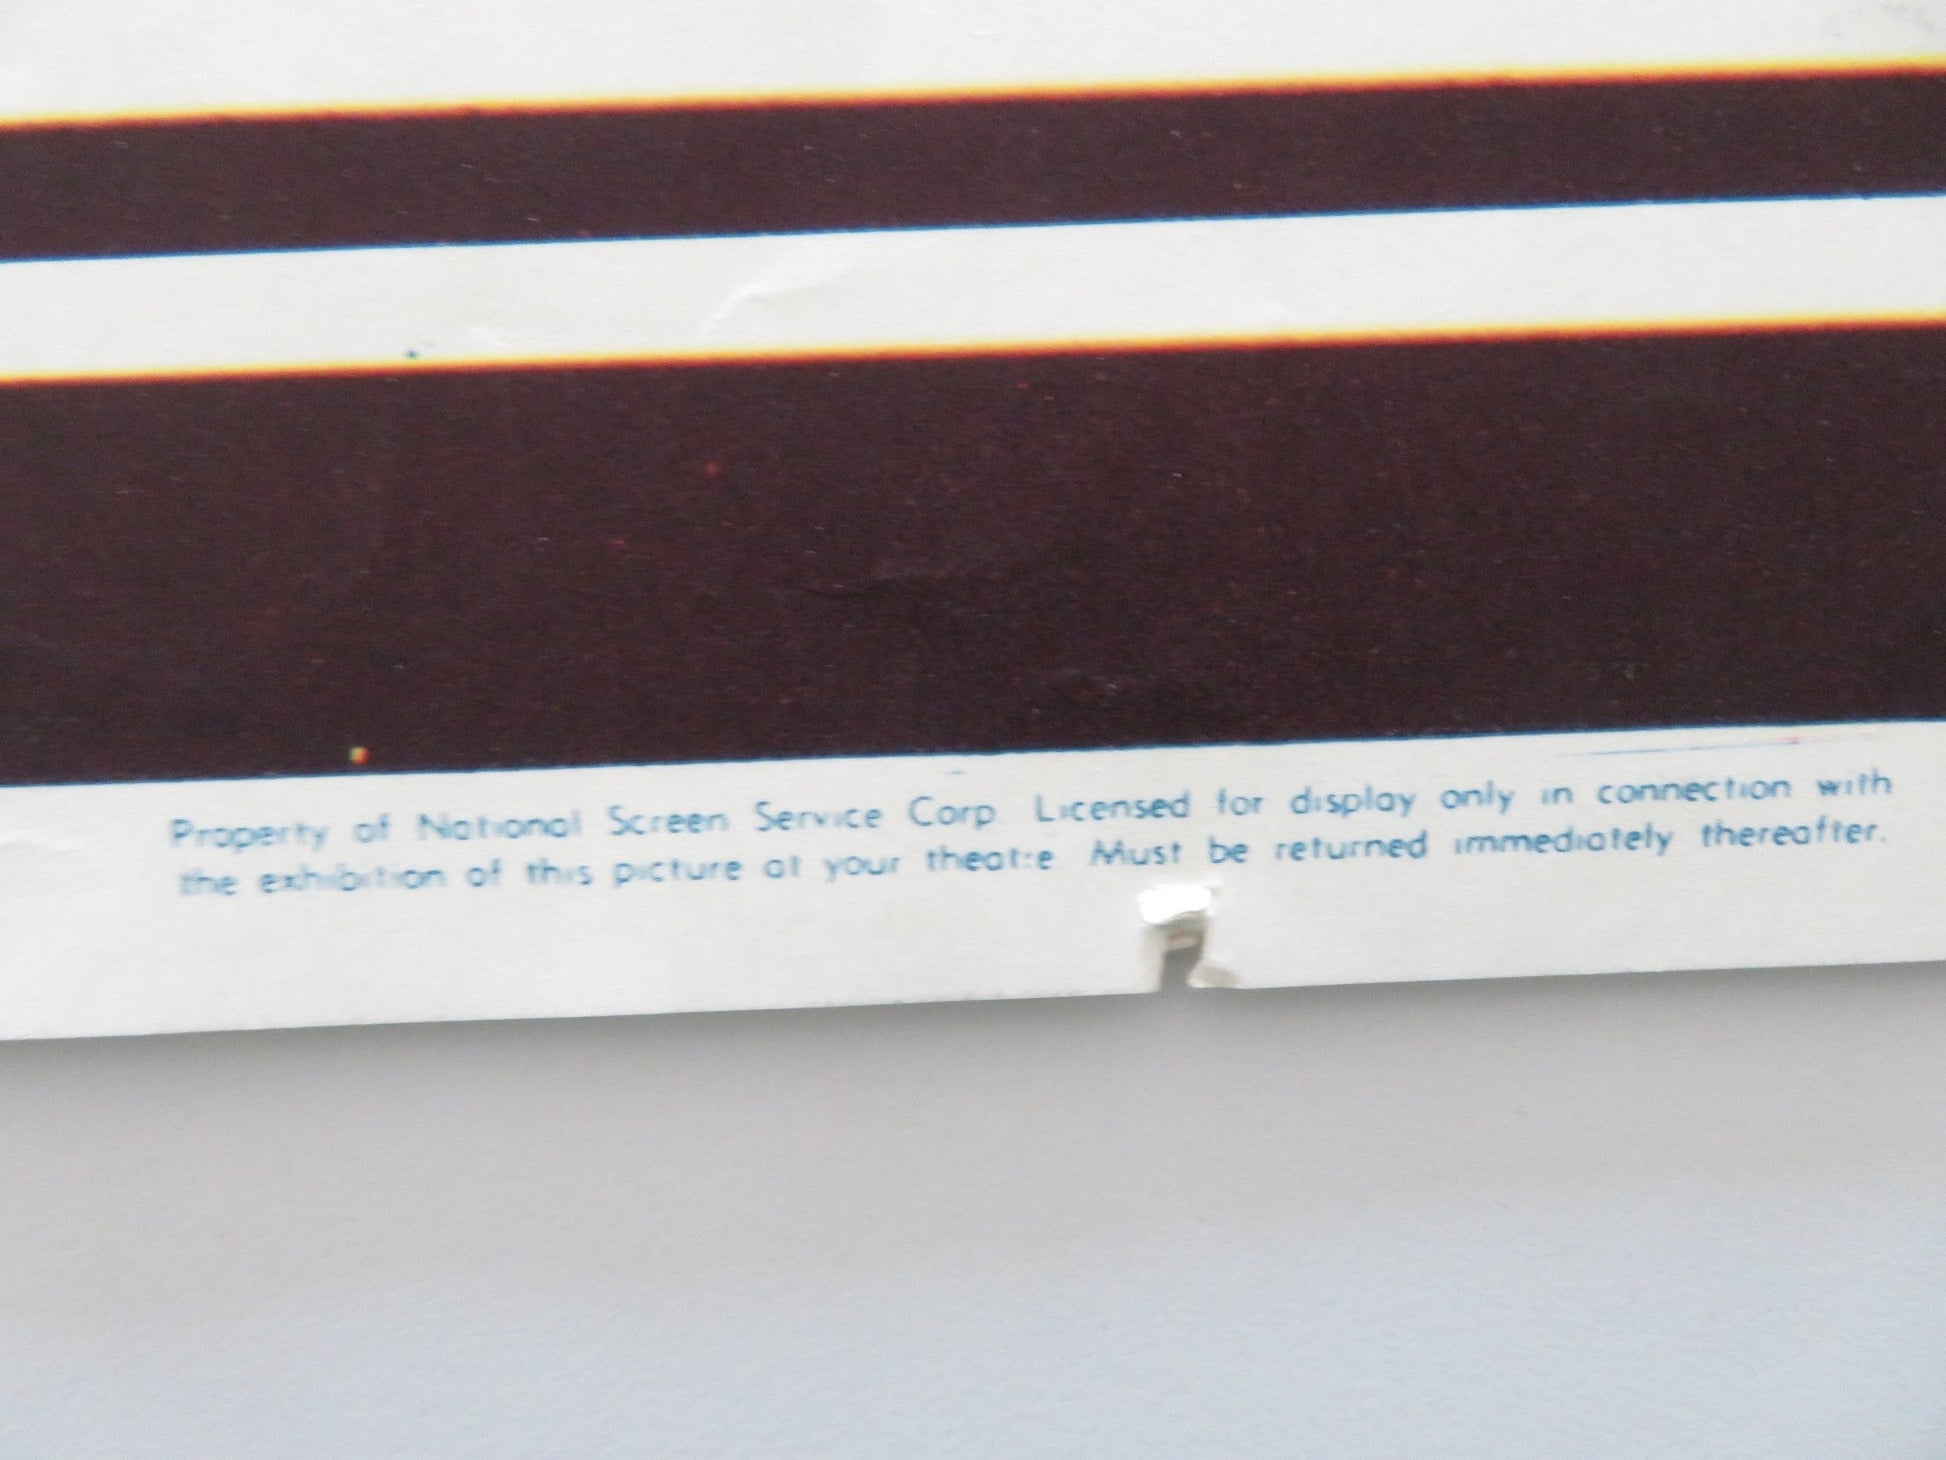 Property of National Screen Service Corp. Licensed for display only in connection with
the exhibition of this picture at your theatre. Must be returned immediately thereafter.